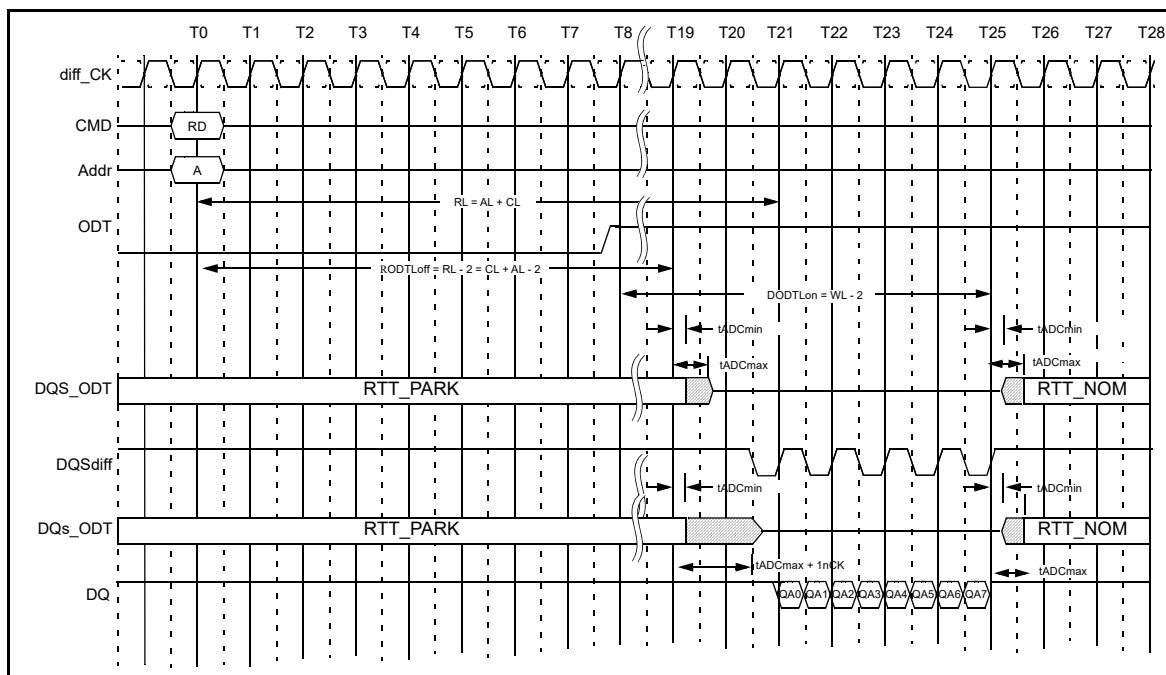 T0 T1 T2 T3 T4 T5 T6 T7 T8 T19 T20 T21 T22 T23 T24 T25 T26 T27 T28
diff_CK
CMD RD
Addr A
RL = AL + CL
ODT
RODTLoff = RL - 2 = CL + AL - 2
DODTLon = WL - 2
tADCmin tADCmin
tADCmax tADCmax
DQS_ODT RTT_PARK RTT_NOM
DQSdiff
tADCmin tADCmin
DQs_ODT RTT_PARK RTT_NOM
tADCmax + 1nCK tADCmax
DQ QA0 QA1 QA2 QA3 QA4 QA5 QA6 QA7